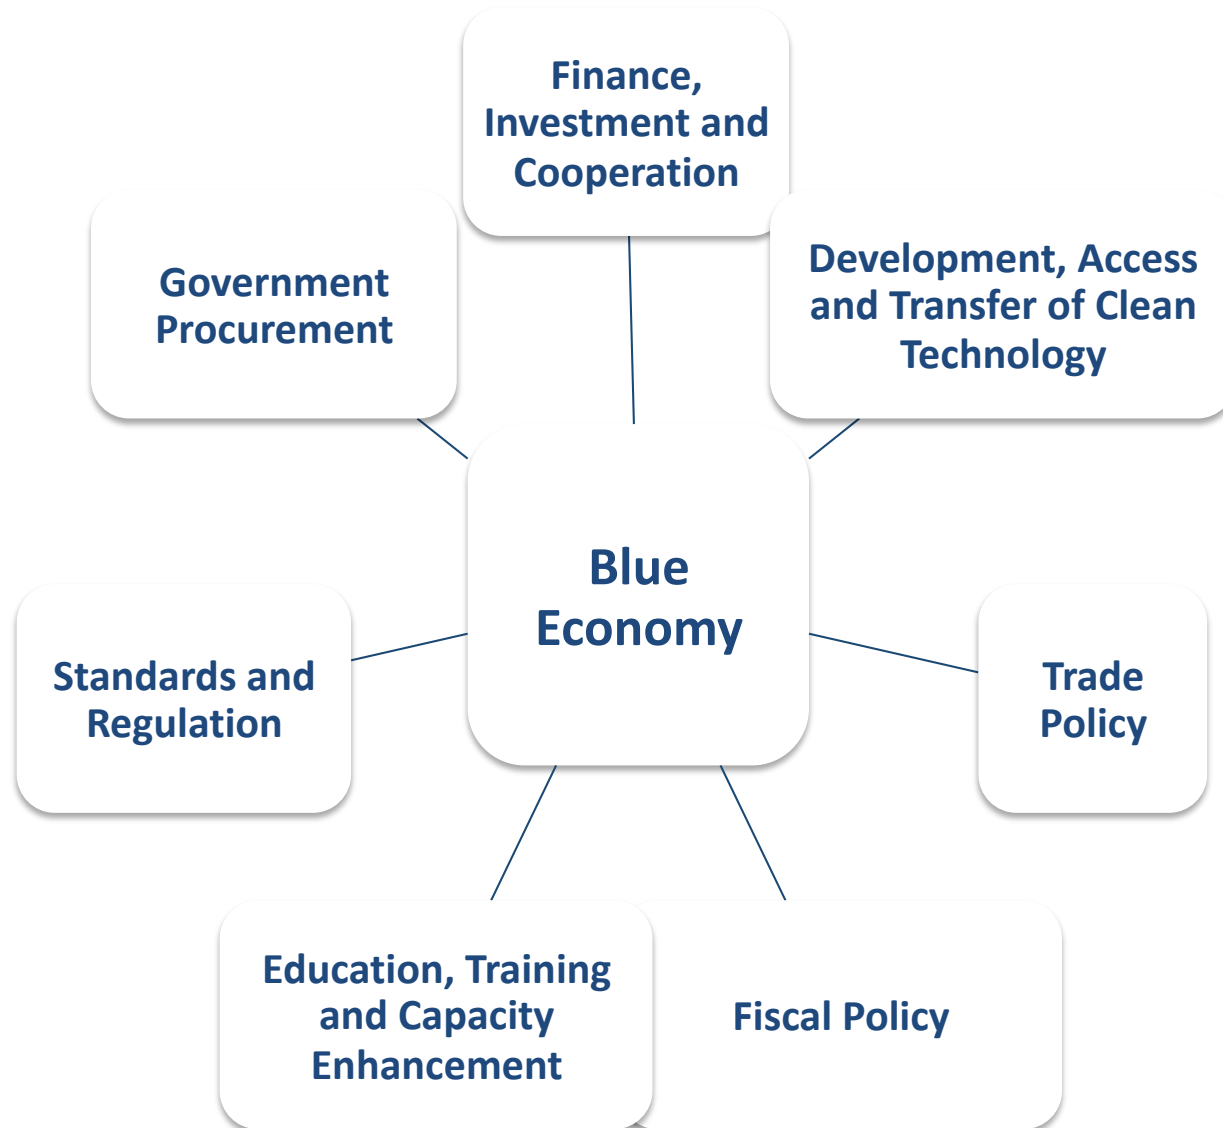 Finance,
Investment and
Cooperation
Government
Procurement
Development, Access
and Transfer of Clean
Technology
Blue
Economy
Standards and
Regulation
Trade
Policy
Education, Training
and Capacity
Enhancement
Fiscal Policy